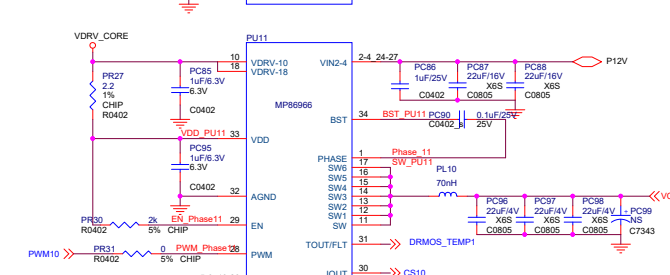 PU11
VDRV_CORE
10 VDRV-10 VIN2-4 2-4_24-27 P12V
18 VDRV-18
PR27
2.2
1%
CHIP
R0402
PC85
1uF/6.3V
6.3V
C0402
PC86
1uF/25V
C0402
PC87
22uF/16V
X6S
C0805
PC88
22uF/16V
X6S
C0805
MP86966
BST 34 BST_PU11 PC90 0.1uF/25V
C0402_s 25V
VDD_PU11 33 VDD
PC95
1uF/6.3V
6.3V
C0402
PHASE 1 Phase_11
SW6 17 SW_PU11
SW5 16
SW4 15
SW3 14
SW2 13
SW1 12
SW 11
PL10
70nH
32 AGND
PC96
22uF/4V
X6S
C0805
PC97
22uF/4V
X6S
C0805
PC98
22uF/4V
X6S
C0805
+ PC99
NS
C7343
PR30 2k EN_Phase11 29 EN
R0402 5% CHIP
TOUT/FLT 31 DRMOS_TEMP1
PWM10 PR31 0 PWM_Phase11 28 PWM
R0402 5% CHIP
IOUT 30 CS10